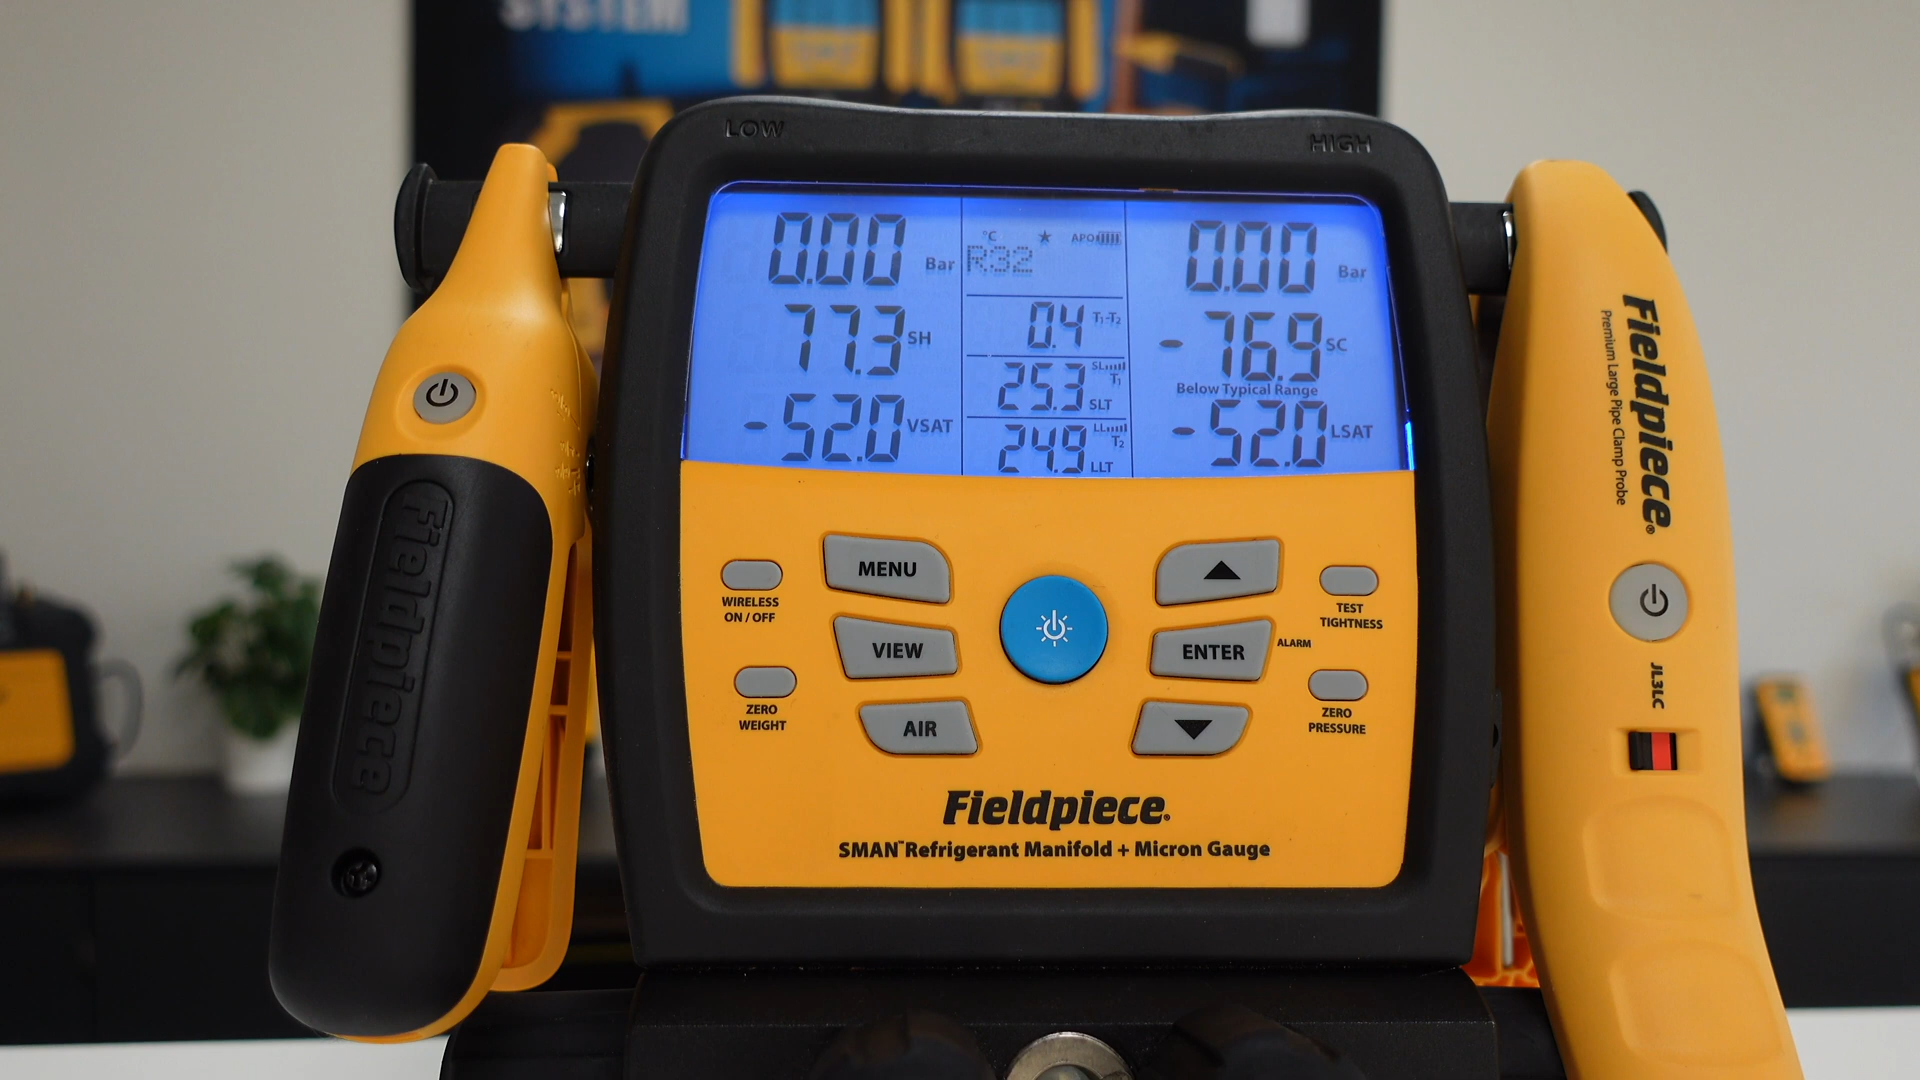 SYSTEM
LOW
HIGH
0.00 Bar
°C
APO
R32
0.00 Bar
77.3 SH
0.4 T1-T2
-76.9 SC
Below Typical Range
25.3 SL T1 SLT
-52.0 VSAT
24.9 LL T2 LLT
-52.0 LSAT
MENU
WIRELESS
ON / OFF
VIEW
ZERO
WEIGHT
AIR
ENTER
ALARM
TEST
TIGHTNESS
ZERO
PRESSURE
Fieldpiece®
SMAN™ Refrigerant Manifold + Micron Gauge
Fieldpiece
Fieldpiece®
Premium Large Pipe Clamp Probe
JL3LC